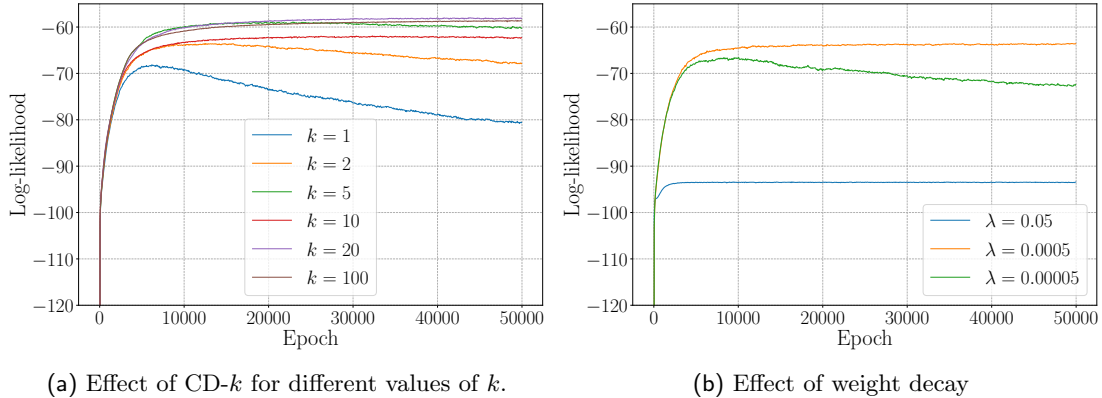 −60
−70
−80
−90
−100
−110
−120
Log-likelihood
k = 1
k = 2
k = 5
k = 10
k = 20
k = 100
0 10000 20000 30000 40000 50000
Epoch
(a) Effect of CD-k for different values of k.
−60
−70
−80
−90
−100
−110
−120
Log-likelihood
λ = 0.05
λ = 0.0005
λ = 0.00005
0 10000 20000 30000 40000 50000
Epoch
(b) Effect of weight decay